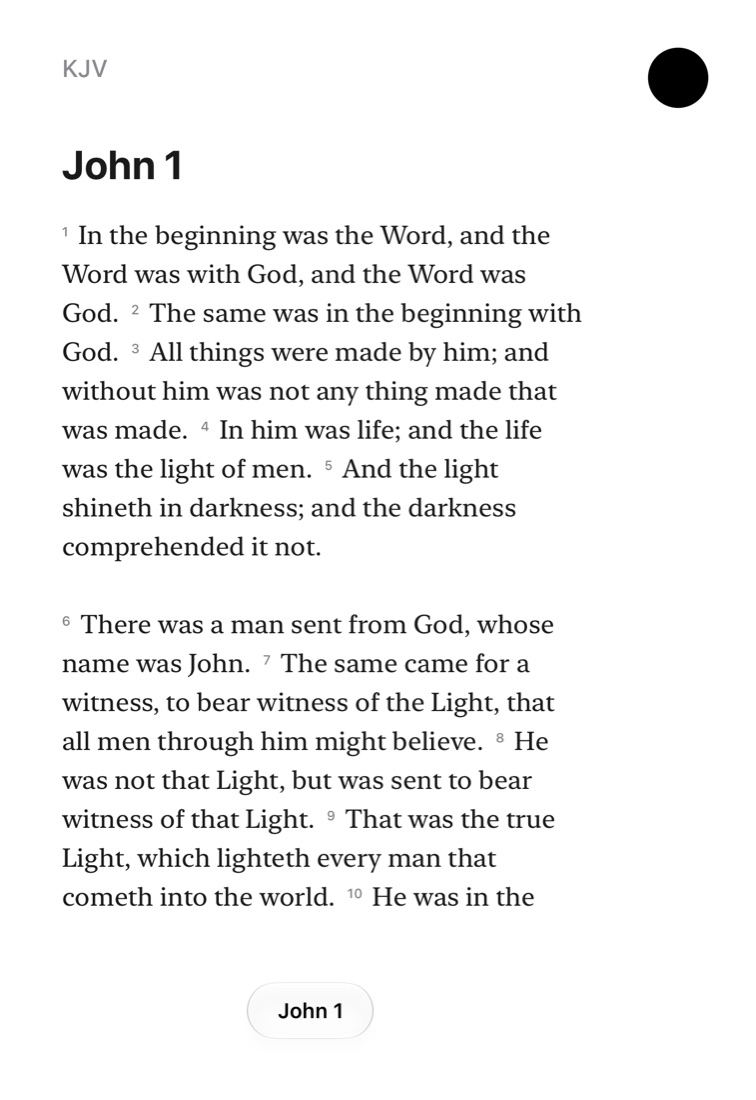 KJV
John 1
1 In the beginning was the Word, and the
Word was with God, and the Word was
God. 2 The same was in the beginning with
God. 3 All things were made by him; and
without him was not any thing made that
was made. 4 In him was life; and the life
was the light of men. 5 And the light
shineth in darkness; and the darkness
comprehended it not.
6 There was a man sent from God, whose
name was John. 7 The same came for a
witness, to bear witness of the Light, that
all men through him might believe. 8 He
was not that Light, but was sent to bear
witness of that Light. 9 That was the true
Light, which lighteth every man that
cometh into the world. 10 He was in the
John 1